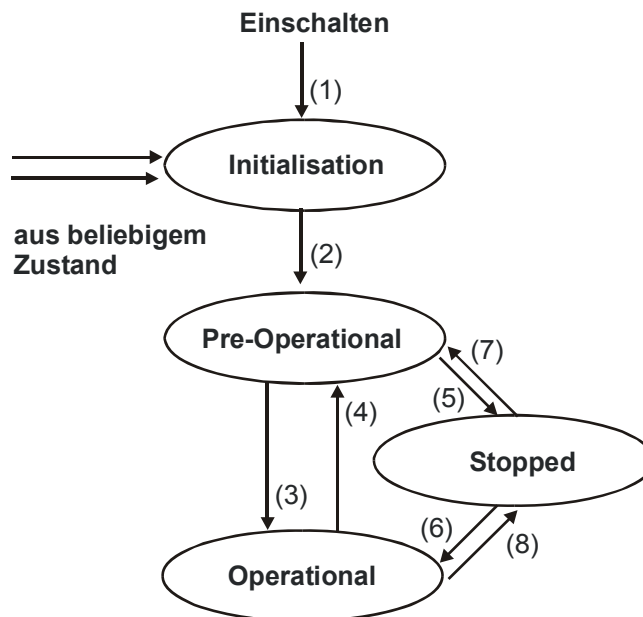 Einschalten
(1)
Initialisation
aus beliebigem
Zustand
(2)
Pre-Operational
(7)
(5)
(4)
Stopped
(3)
(6)
(8)
Operational